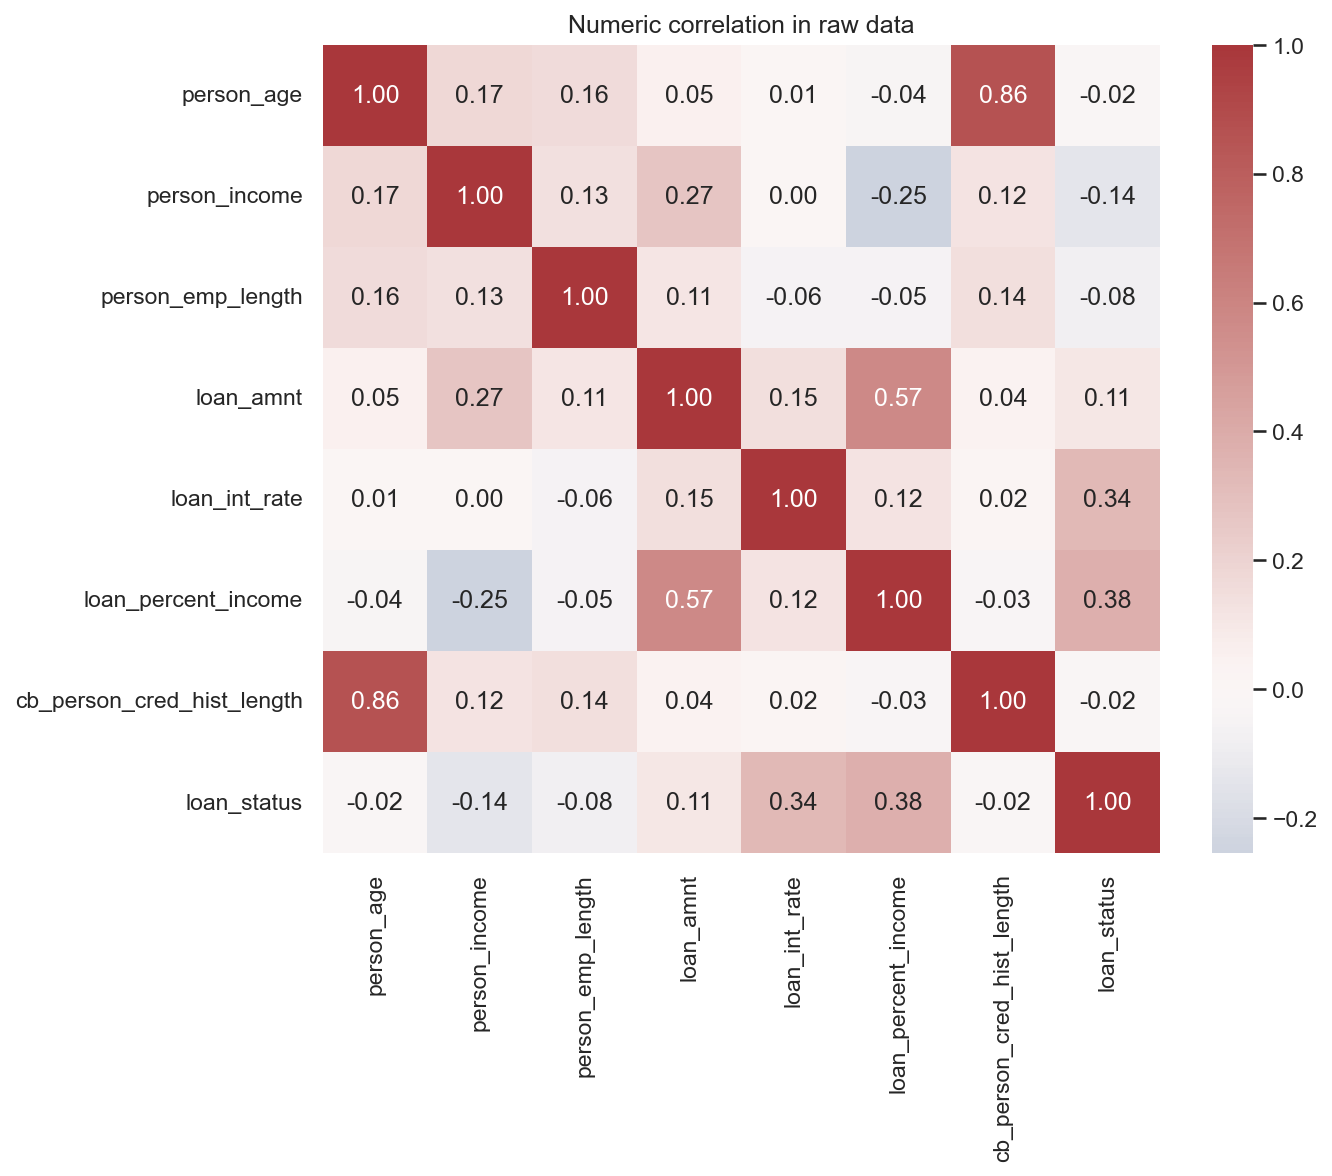 Numeric correlation in raw data
person_age 1.00 0.17 0.16 0.05 0.01 -0.04 0.86 -0.02
person_income 0.17 1.00 0.13 0.27 0.00 -0.25 0.12 -0.14
person_emp_length 0.16 0.13 1.00 0.11 -0.06 -0.05 0.14 -0.08
loan_amnt 0.05 0.27 0.11 1.00 0.15 0.57 0.04 0.11
loan_int_rate 0.01 0.00 -0.06 0.15 1.00 0.12 0.02 0.34
loan_percent_income -0.04 -0.25 -0.05 0.57 0.12 1.00 -0.03 0.38
cb_person_cred_hist_length 0.86 0.12 0.14 0.04 0.02 -0.03 1.00 -0.02
loan_status -0.02 -0.14 -0.08 0.11 0.34 0.38 -0.02 1.00
person_age
person_income
person_emp_length
loan_amnt
loan_int_rate
loan_percent_income
cb_person_cred_hist_length
loan_status
1.0
0.8
0.6
0.4
0.2
0.0
−0.2